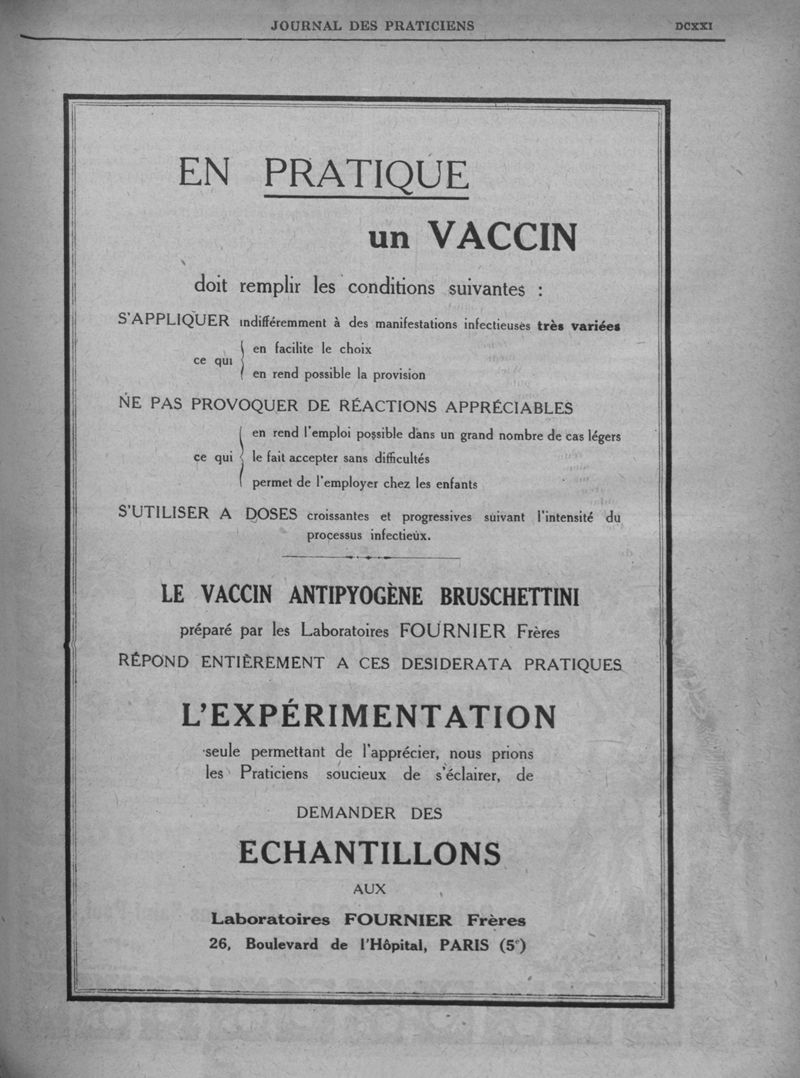 JOURNAL DES PRATICIENS
DCXXI
EN PRATIQUE
un VACCIN
doit remplir les conditions suivantes :
S'APPLIQUER indifféremment à des manifestations infectieuses très variées
ce qui
en facilite le choix
en rend possible la provision
NE PAS PROVOQUER DE RÉACTIONS APPRÉCIABLES
en rend l'emploi possible dans un grand nombre de cas légers
ce qui
le fait accepter sans difficultés
permet de l'employer chez les enfants
S'UTILISER A DOSES croissantes et progressives suivant l'intensité du
processus infectieux.
LE VACCIN ANTIPYOGÈNE BRUSCHETTINI
préparé par les Laboratoires FOURNIER Frères
RÉPOND ENTIÈREMENT A CES DESIDERATA PRATIQUES
L'EXPÉRIMENTATION
seule permettant de l'apprécier, nous prions
les Praticiens soucieux de s'éclairer, de
DEMANDER DES
ECHANTILLONS
AUX
Laboratoires FOURNIER Frères
26, Boulevard de l'Hôpital, PARIS (5ᵉ)